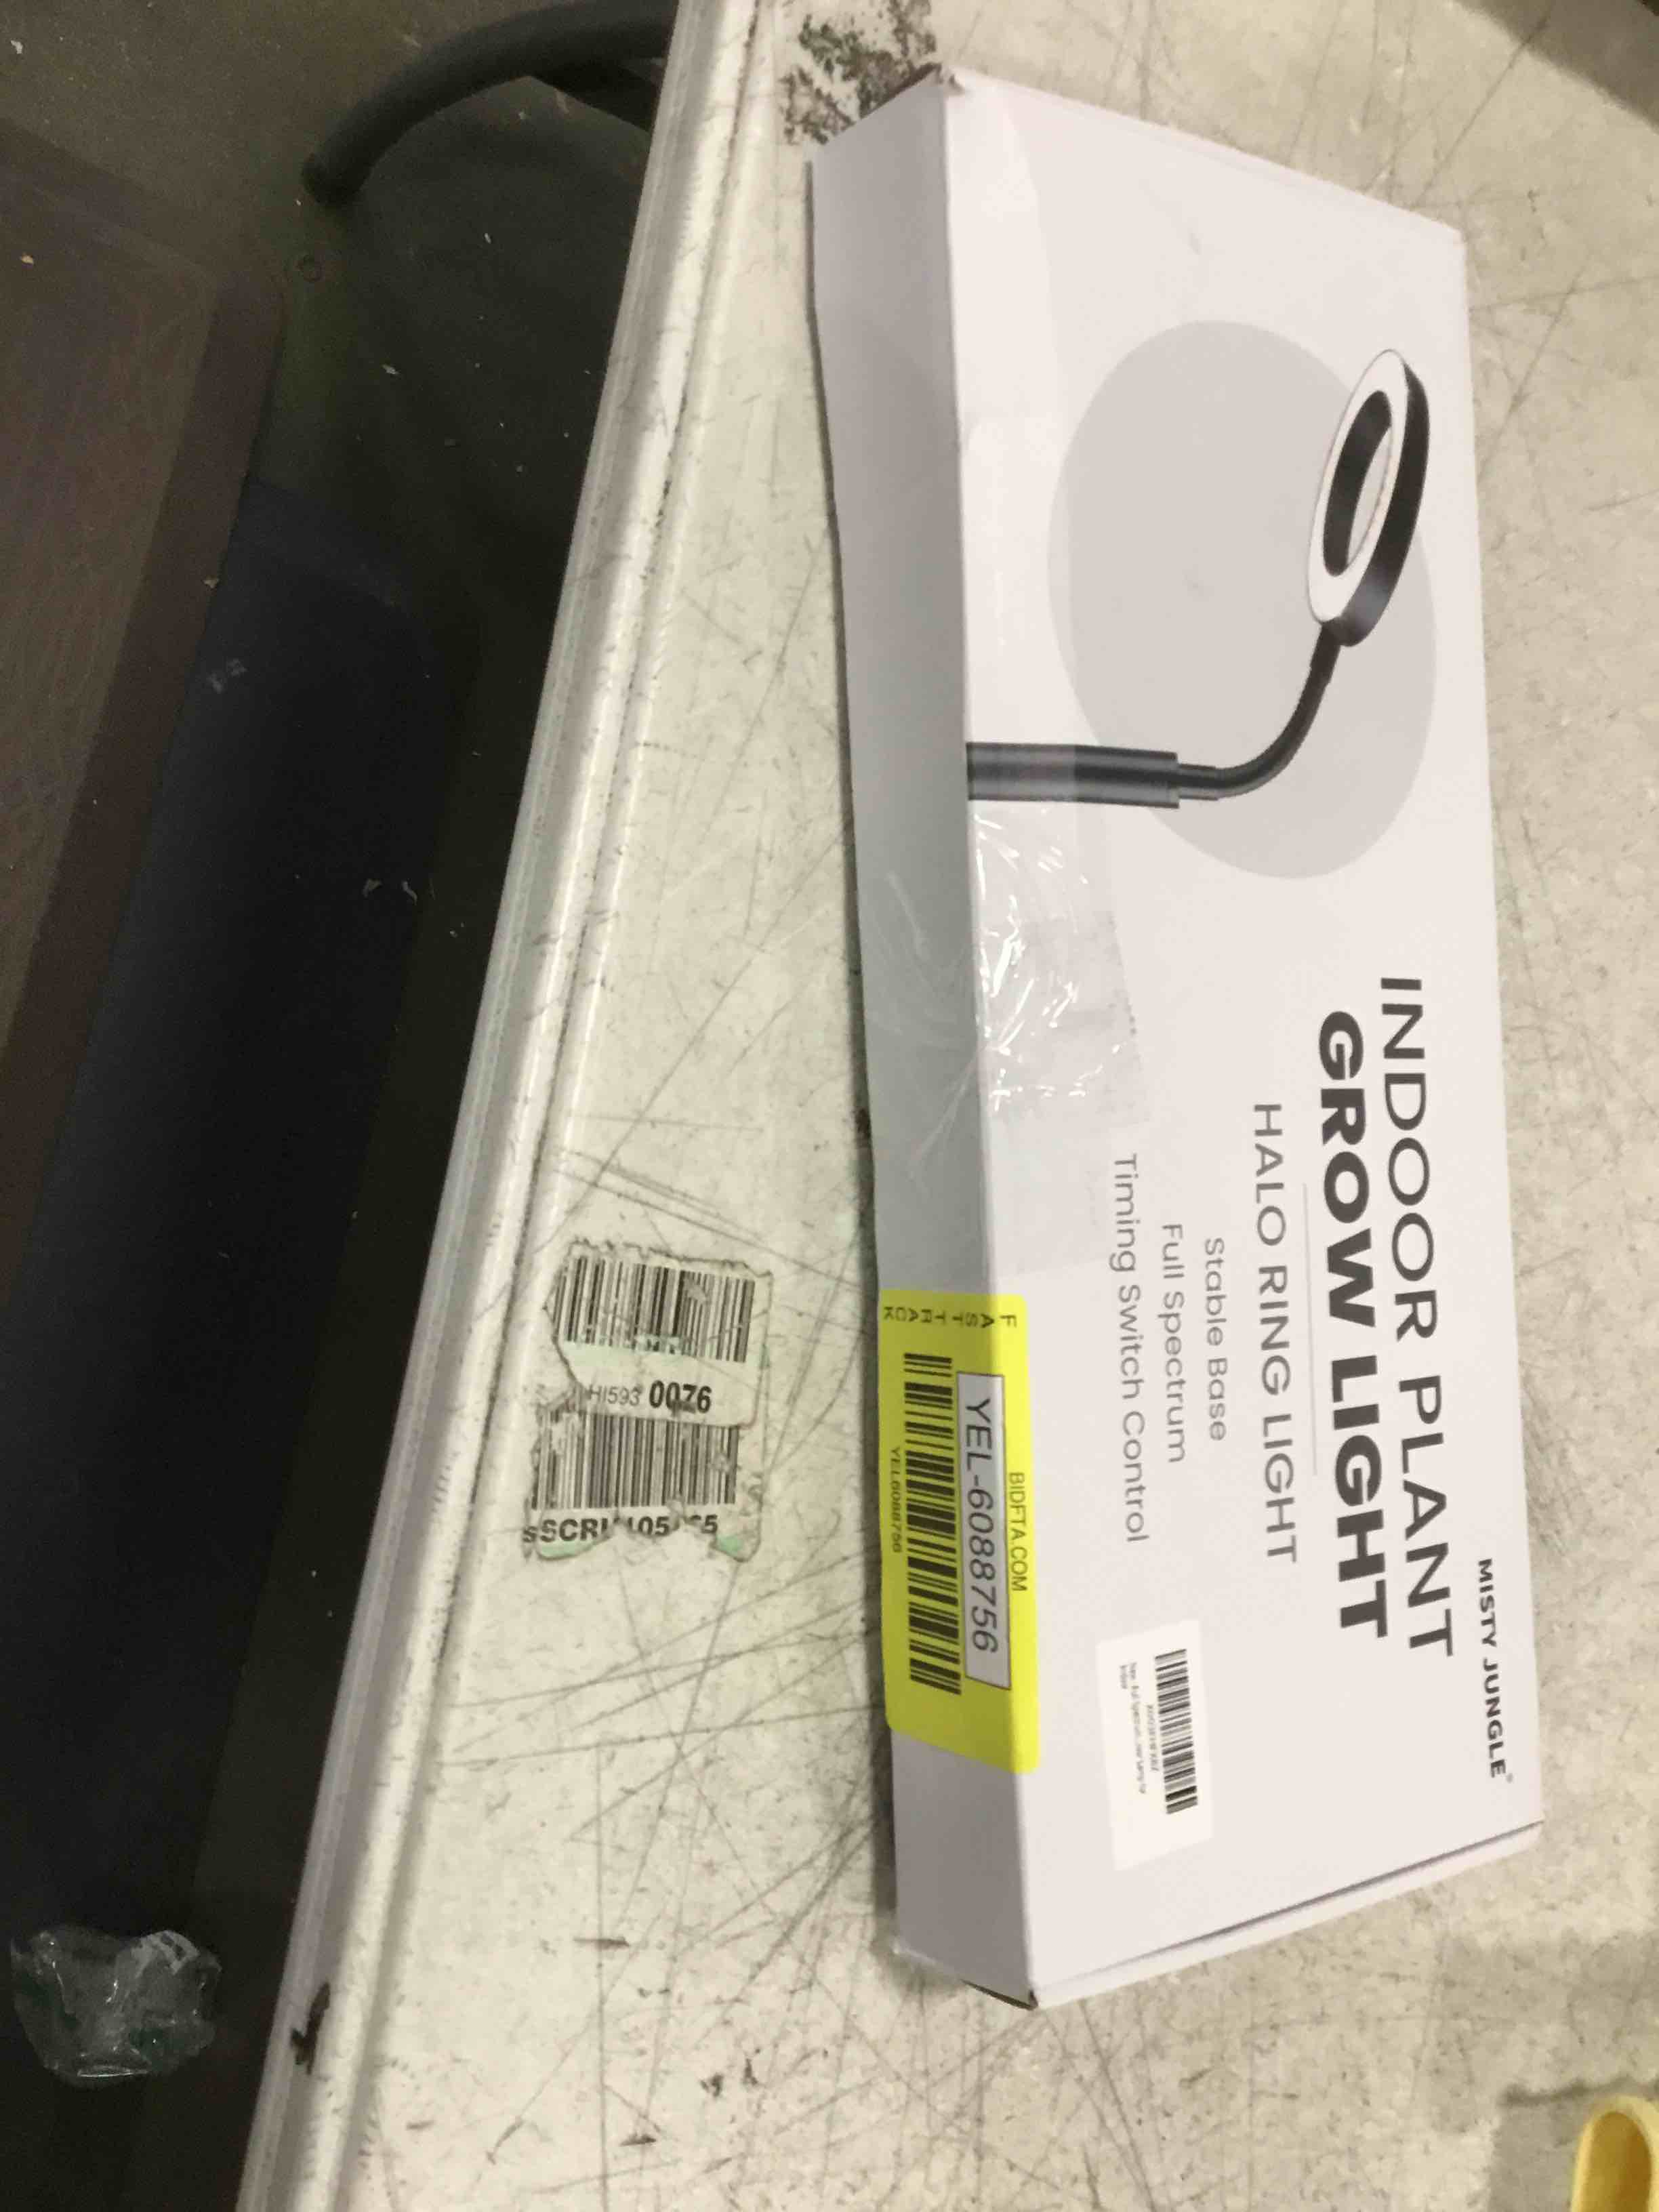 MISTY JUNGLE®
INDOOR PLANT
GROW LIGHT
HALO RING LIGHT
Stable Base
Full Spectrum
Timing Switch Control
BIDFTA.COM
YEL-6088756
YEL6088756
FAST TRACK
HI593 0076